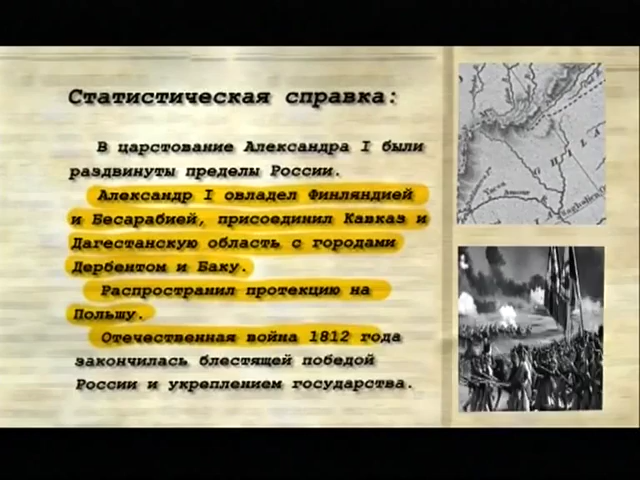 Статистическая справка:
В царстование Александра I были
раздвинуты пределы России.
Александр I овладел Финляндией
и Бесарабией, присоединил Кавказ и
Дагестанскую область с городами
Дербентом и Баку.
Распространил протекцию на
Польшу.
Отечественная война 1812 года
закончилась блестящей победой
России и укреплением государства.